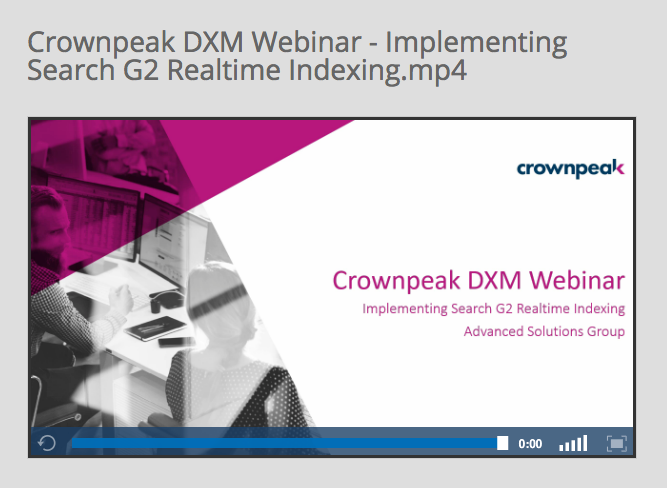 Crownpeak DXM Webinar - Implementing
Search G2 Realtime Indexing.mp4
crownpeak
Crownpeak DXM Webinar
Implementing Search G2 Realtime Indexing
Advanced Solutions Group
0:00